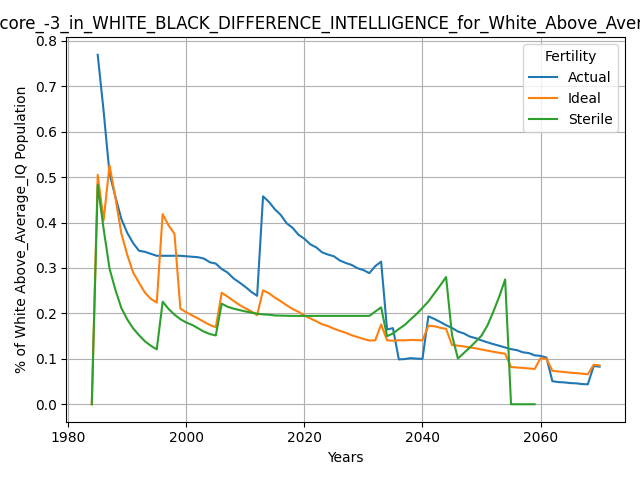 core_-3_in_WHITE_BLACK_DIFFERENCE_INTELLIGENCE_for_White_Above_Aver
% of White Above_Average_IQ Population
0.8
0.7
0.6
0.5
0.4
0.3
0.2
0.1
0.0
Fertility
Actual
Ideal
Sterile
1980
2000
2020
2040
2060
Years